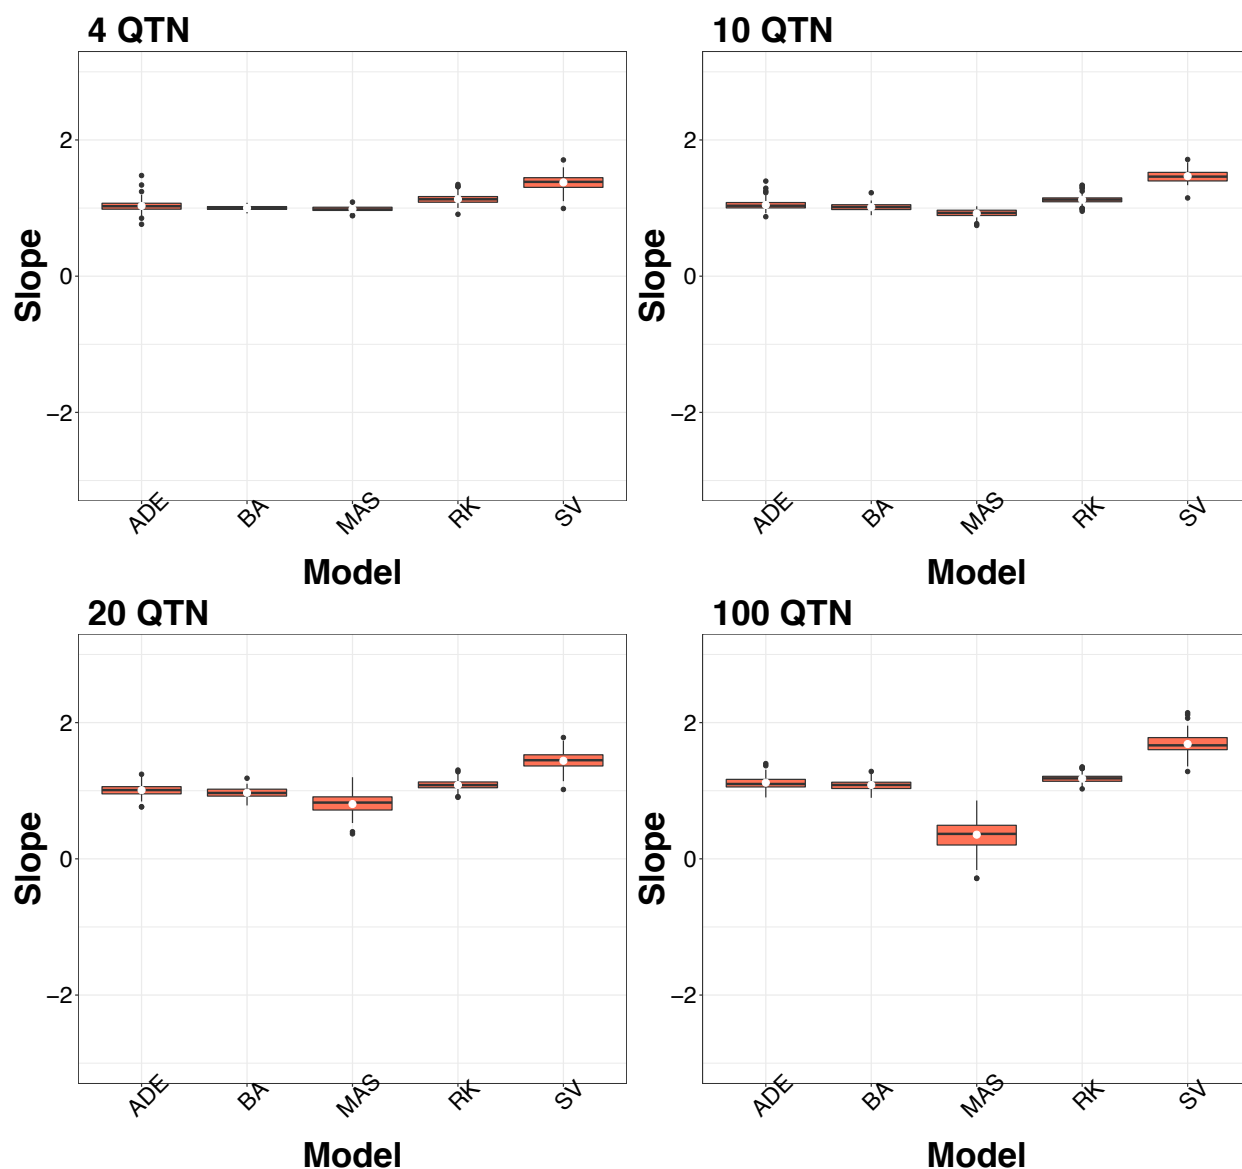 4 QTN
Slope
2
0
−2
ADE BA MAS RK SV
Model
10 QTN
Slope
2
0
−2
ADE BA MAS RK SV
Model
20 QTN
Slope
2
0
−2
ADE BA MAS RK SV
Model
100 QTN
Slope
2
0
−2
ADE BA MAS RK SV
Model